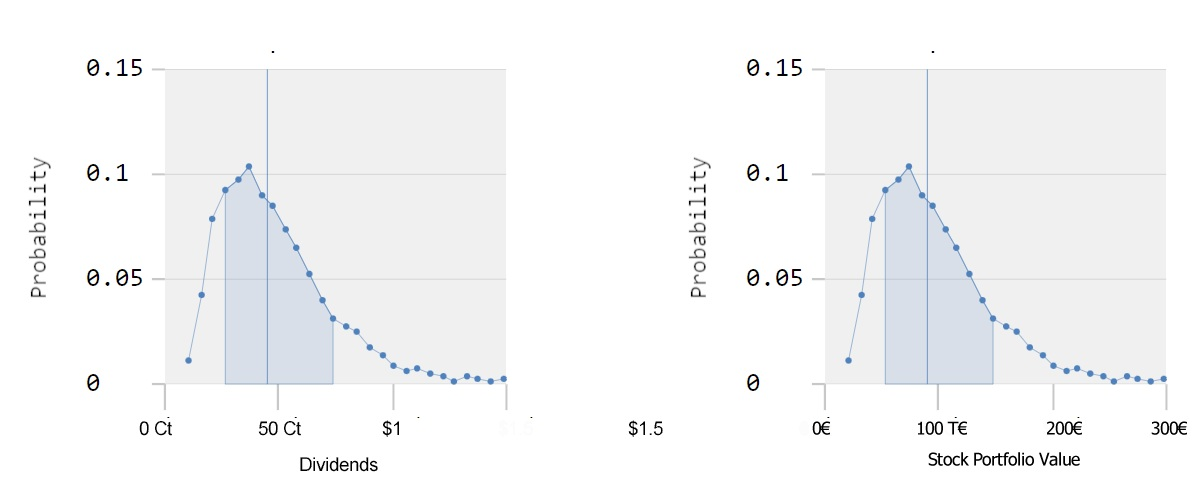 0.15
0.1
0.05
0
Probability
0 Ct 50 Ct $1 $1.5
Dividends
0.15
0.1
0.05
0
Probability
0€ 100 T€ 200€ 300€
Stock Portfolio Value